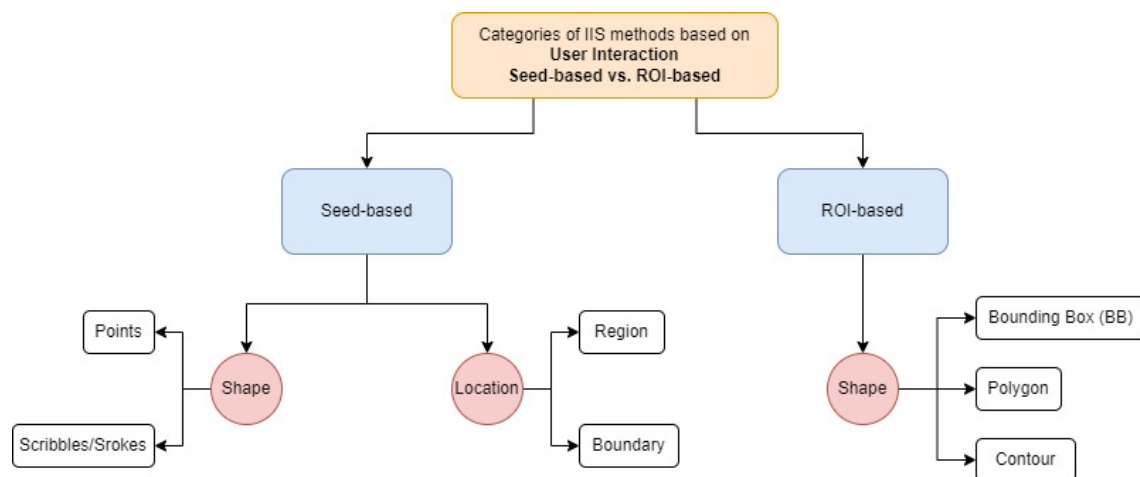 Categories of IIS methods based on
User Interaction
Seed-based vs. ROI-based
Seed-based
ROI-based
Points
Region
Bounding Box (BB)
Shape
Location
Shape
Polygon
Scribbles/Srokes
Boundary
Contour